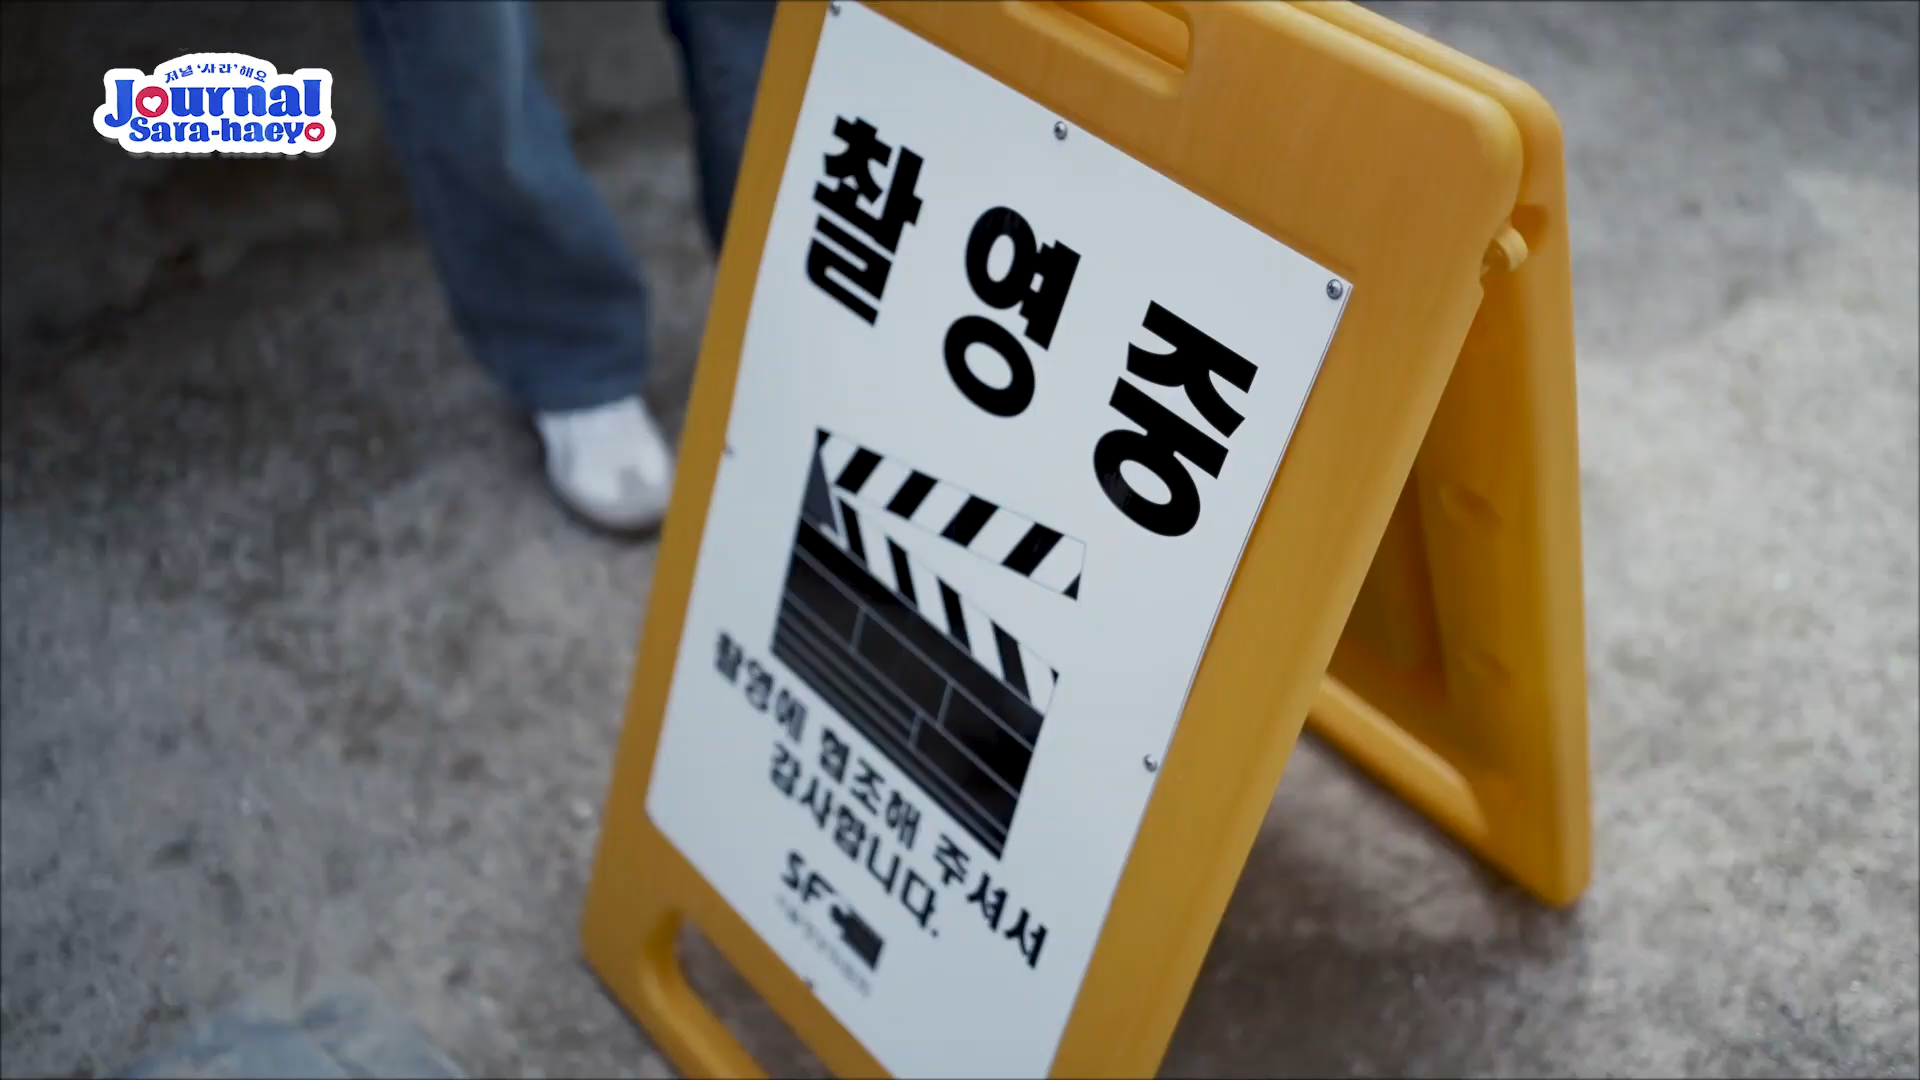 저널 '사라'해요
Journal
Sara-haeyo
촬영중
촬영에 협조해 주셔서
감사합니다.
SF